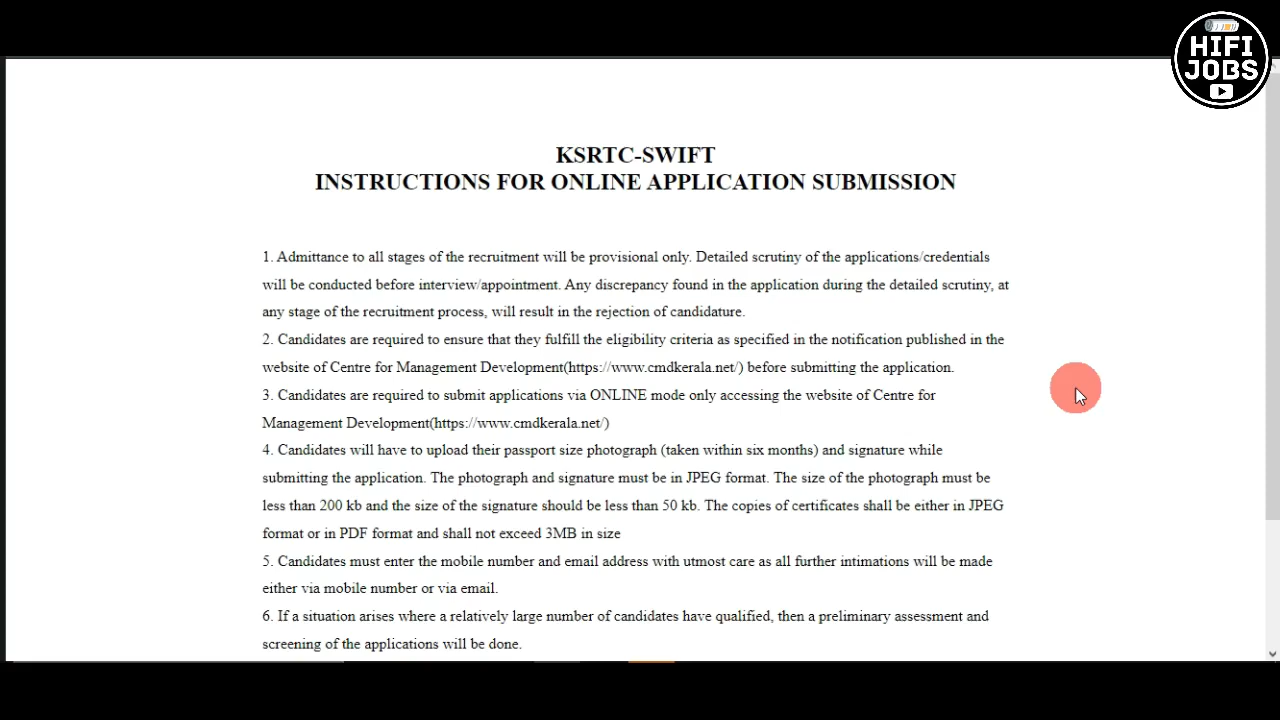 HIFI
JOBS
KSRTC-SWIFT
INSTRUCTIONS FOR ONLINE APPLICATION SUBMISSION
1. Admittance to all stages of the recruitment will be provisional only. Detailed scrutiny of the applications/credentials
will be conducted before interview/appointment. Any discrepancy found in the application during the detailed scrutiny, at
any stage of the recruitment process, will result in the rejection of candidature.
2. Candidates are required to ensure that they fulfill the eligibility criteria as specified in the notification published in the
website of Centre for Management Development(https://www.cmdkerala.net/) before submitting the application.
3. Candidates are required to submit applications via ONLINE mode only accessing the website of Centre for
Management Development(https://www.cmdkerala.net/)
4. Candidates will have to upload their passport size photograph (taken within six months) and signature while
submitting the application. The photograph and signature must be in JPEG format. The size of the photograph must be
less than 200 kb and the size of the signature should be less than 50 kb. The copies of certificates shall be either in JPEG
format or in PDF format and shall not exceed 3MB in size
5. Candidates must enter the mobile number and email address with utmost care as all further intimations will be made
either via mobile number or via email.
6. If a situation arises where a relatively large number of candidates have qualified, then a preliminary assessment and
screening of the applications will be done.